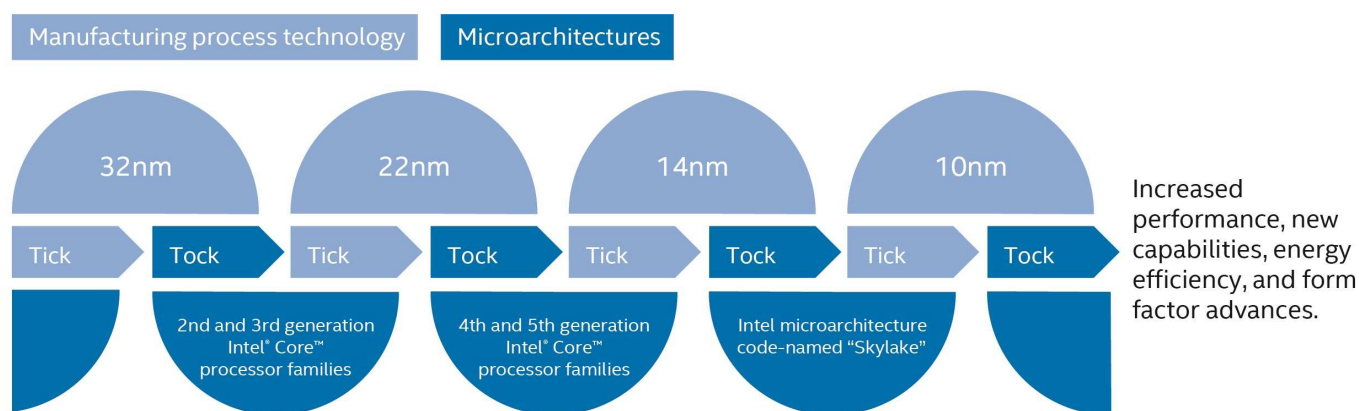 Manufacturing process technology
Microarchitectures
32nm
22nm
14nm
10nm
Tick
Tock
Tick
Tock
Tick
Tock
Tick
Tock
2nd and 3rd generation
Intel® Core™
processor families
4th and 5th generation
Intel® Core™
processor families
Intel microarchitecture
code-named “Skylake”
Increased
performance, new
capabilities, energy
efficiency, and form
factor advances.